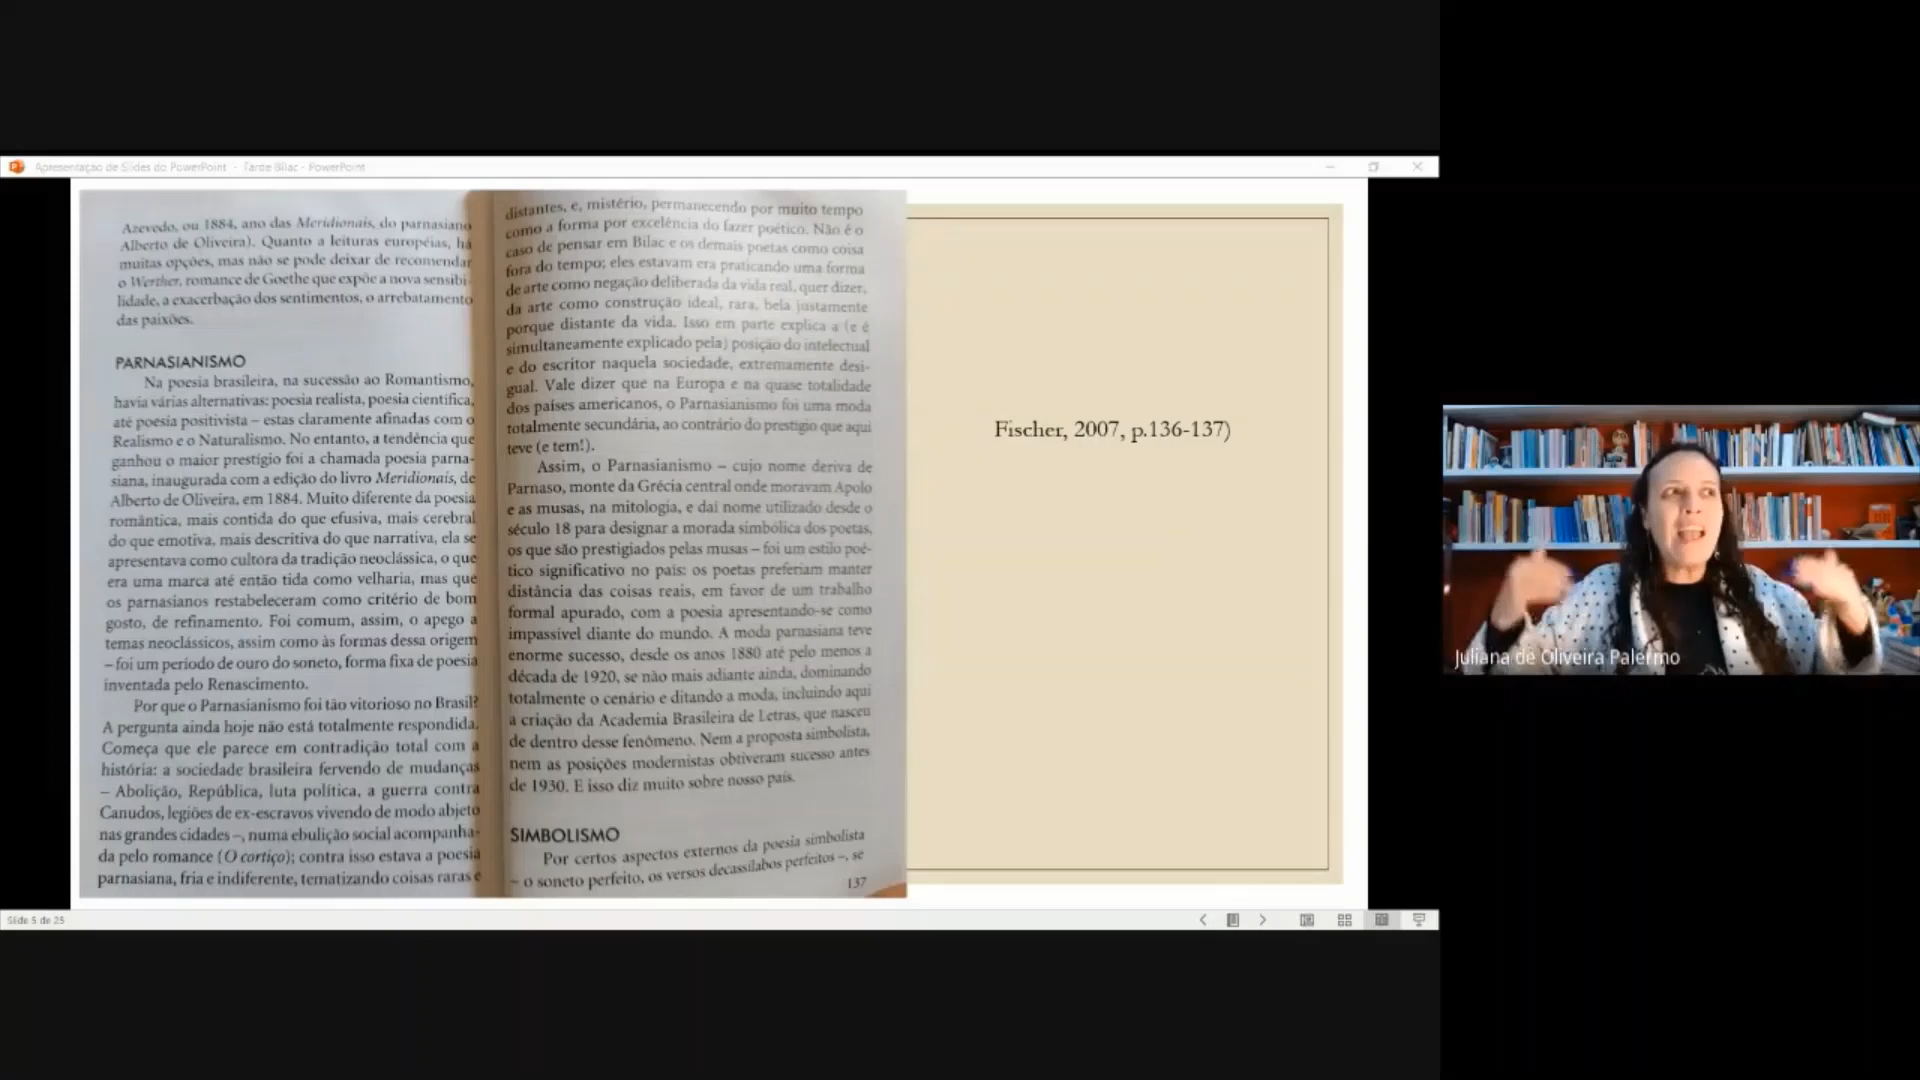 Apresentação de Slides do PowerPoint - Tarde Bilac - PowerPoint
Azevedo, ou 1884, ano das Meridionais, do parnasiano
Alberto de Oliveira). Quanto a leituras européias, há
muitas opções, mas não se pode deixar de recomendar
o Werther, romance de Goethe que expõe a nova sensibi-
lidade, a exacerbação dos sentimentos, o arrebatamento
das paixões.
PARNASIANISMO
Na poesia brasileira, na sucessão ao Romantismo,
havia várias alternativas: poesia realista, poesia científica,
até poesia positivista – estas claramente afinadas com o
Realismo e o Naturalismo. No entanto, a tendência que
ganhou o maior prestígio foi a chamada poesia parna-
siana, inaugurada com a edição do livro Meridionais, de
Alberto de Oliveira, em 1884. Muito diferente da poesia
romântica, mais contida do que efusiva, mais cerebral
do que emotiva, mais descritiva do que narrativa, ela se
apresentava como cultora da tradição neoclássica, o que
era uma marca até então tida como velharia, mas que
os parnasianos restabeleceram como critério de bom
gosto, de refinamento. Foi comum, assim, o apego a
temas neoclássicos, assim como às formas dessa origem
– foi um período de ouro do soneto, forma fixa de poesia
inventada pelo Renascimento.
Por que o Parnasianismo foi tão vitorioso no Brasil?
A pergunta ainda hoje não está totalmente respondida.
Começa que ele parece em contradição total com a
história: a sociedade brasileira fervendo de mudanças
– Abolição, República, luta política, a guerra contra
Canudos, legiões de ex-escravos vivendo de modo abjeto
nas grandes cidades –, numa ebulição social acompanha-
da pelo romance (O cortiço); contra isso estava a poesia
parnasiana, fria e indiferente, tematizando coisas raras e
distantes, e, mistério, permanecendo por muito tempo
como a forma por excelência do fazer poético. Não é o
caso de pensar em Bilac e os demais poetas como coisa
fora do tempo; eles estavam era praticando uma forma
de arte como negação deliberada da vida real, quer dizer,
da arte como construção ideal, rara, bela justamente
porque distante da vida. Isso em parte explica a (e é
simultaneamente explicado pela) posição do intelectual
e do escritor naquela sociedade, extremamente desi-
gual. Vale dizer que na Europa e na quase totalidade
dos países americanos, o Parnasianismo foi uma moda
totalmente secundária, ao contrário do prestígio que aqui
teve (e tem!).
Assim, o Parnasianismo – cujo nome deriva de
Parnaso, monte da Grécia central onde moravam Apolo
e as musas, na mitologia, e daí nome utilizado desde o
século 18 para designar a morada simbólica dos poetas,
os que são prestigiados pelas musas – foi um estilo poé-
tico significativo no país: os poetas preferiam manter
distância das coisas reais, em favor de um trabalho
formal apurado, com a poesia apresentando-se como
impassível diante do mundo. A moda parnasiana teve
enorme sucesso, desde os anos 1880 até pelo menos a
década de 1920, se não mais adiante ainda, dominando
totalmente o cenário e ditando a moda, incluindo aqui
a criação da Academia Brasileira de Letras, que nasceu
de dentro desse fenômeno. Nem a proposta simbolista,
nem as posições modernistas obtiveram sucesso antes
de 1930. E isso diz muito sobre nosso país.
SIMBOLISMO
Por certos aspectos externos da poesia simbolista
– o soneto perfeito, os versos decassílabos perfeitos –, se
137
Fischer, 2007, p.136-137)
Juliana de Oliveira Palermo
Slide 5 de 25